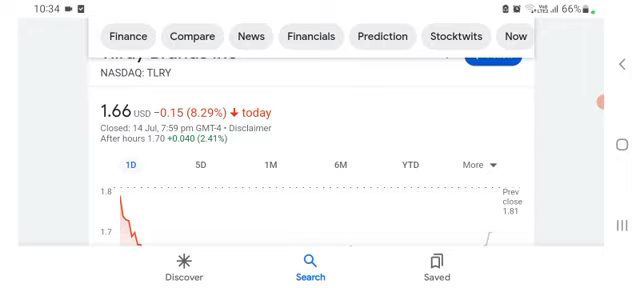 10:34 66%
Finance Compare News Financials Prediction Stocktwits Now
NASDAQ: TLRY
1.66 USD −0.15 (8.29%) today
Closed: 14 Jul, 7:59 pm GMT-4 • Disclaimer
After hours 1.70 +0.040 (2.41%)
1D 5D 1M 6M YTD More
1.8
Prev
close
1.81
1.7
Discover Search Saved